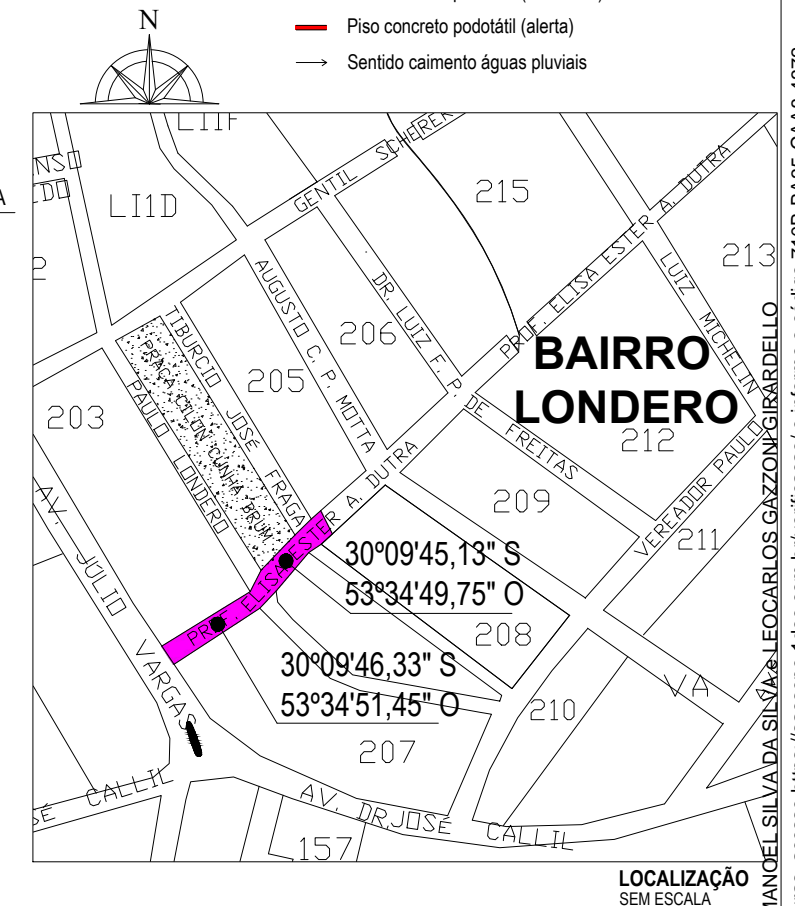 N
Piso concreto podotátil (alerta)
Sentido caimento águas pluviais
A
LI1F
LI1D
GENTIL SCHERER
215
213
PROF. ELISA ESTER A. DUTRA
LUIZ MICHELIN
AUGUSTO C. P. MOTTA
206
DR. LUIZ F. P. DE FREITAS
BAIRRO
LONDERO
TIBURCIO JOSÉ FRAGA
205
PRAÇA CILON CUNHA BRUM
PAULO LONDERO
203
212
209
VEREADOR PAULO
211
AV. JÚLIO VARGAS
PROF. ELISA ESTER A. DUTRA
30º09'45,13" S
53º34'49,75" O
208
30º09'46,33" S
53º34'51,45" O
VA
210
207
SÉ CALLIL
AV. DR.JOSÉ CALLIL
157
LOCALIZAÇÃO
SEM ESCALA
MANOEL SILVA DA SILVA e LEOCARLOS GAZZONI GIRARDELLO